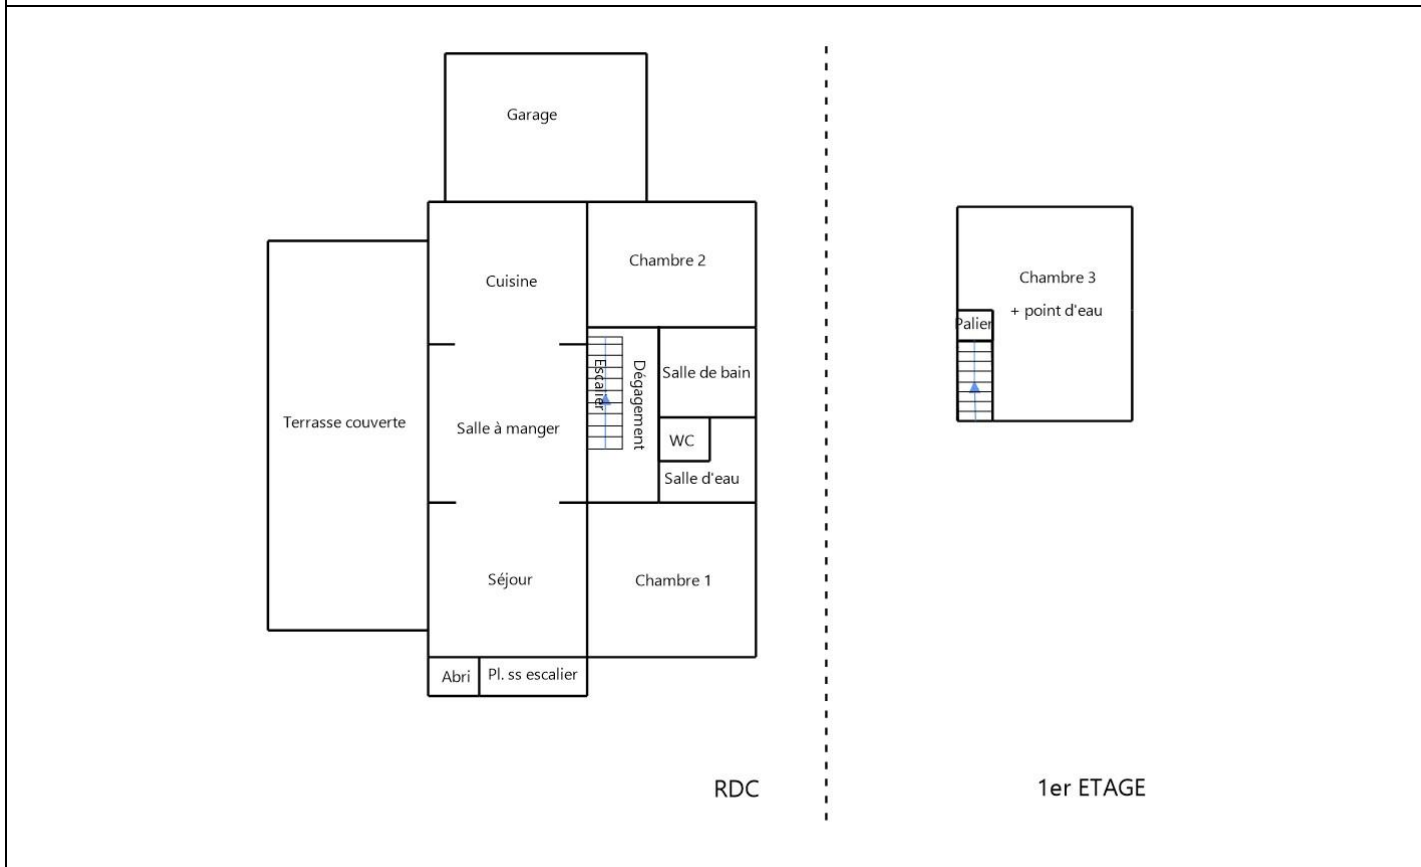 Garage
Chambre 2
Cuisine
Escalier
Dégagement
Salle de bain
Terrasse couverte
Salle à manger
WC
Salle d'eau
Séjour
Chambre 1
Abri
Pl. ss escalier
RDC
Chambre 3
+ point d'eau
Palier
1er ETAGE